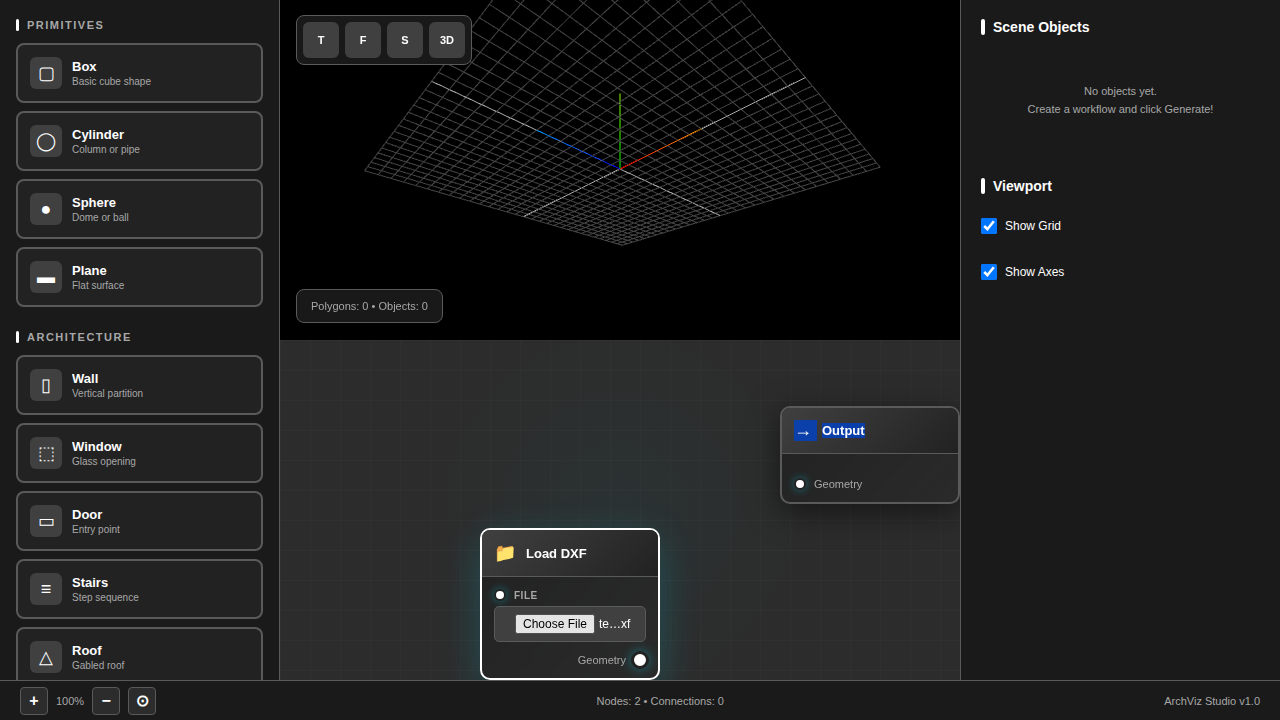 PRIMITIVES
Box
Basic cube shape
Cylinder
Column or pipe
Sphere
Dome or ball
Plane
Flat surface
ARCHITECTURE
Wall
Vertical partition
Window
Glass opening
Door
Entry point
Stairs
Step sequence
Roof
Gabled roof
T F S 3D
Polygons: 0 • Objects: 0
→ Output
Geometry
Load DXF
FILE
Choose File te…xf
Geometry
Scene Objects
No objects yet.
Create a workflow and click Generate!
Viewport
Show Grid
Show Axes
+ 100% −
Nodes: 2 • Connections: 0
ArchViz Studio v1.0